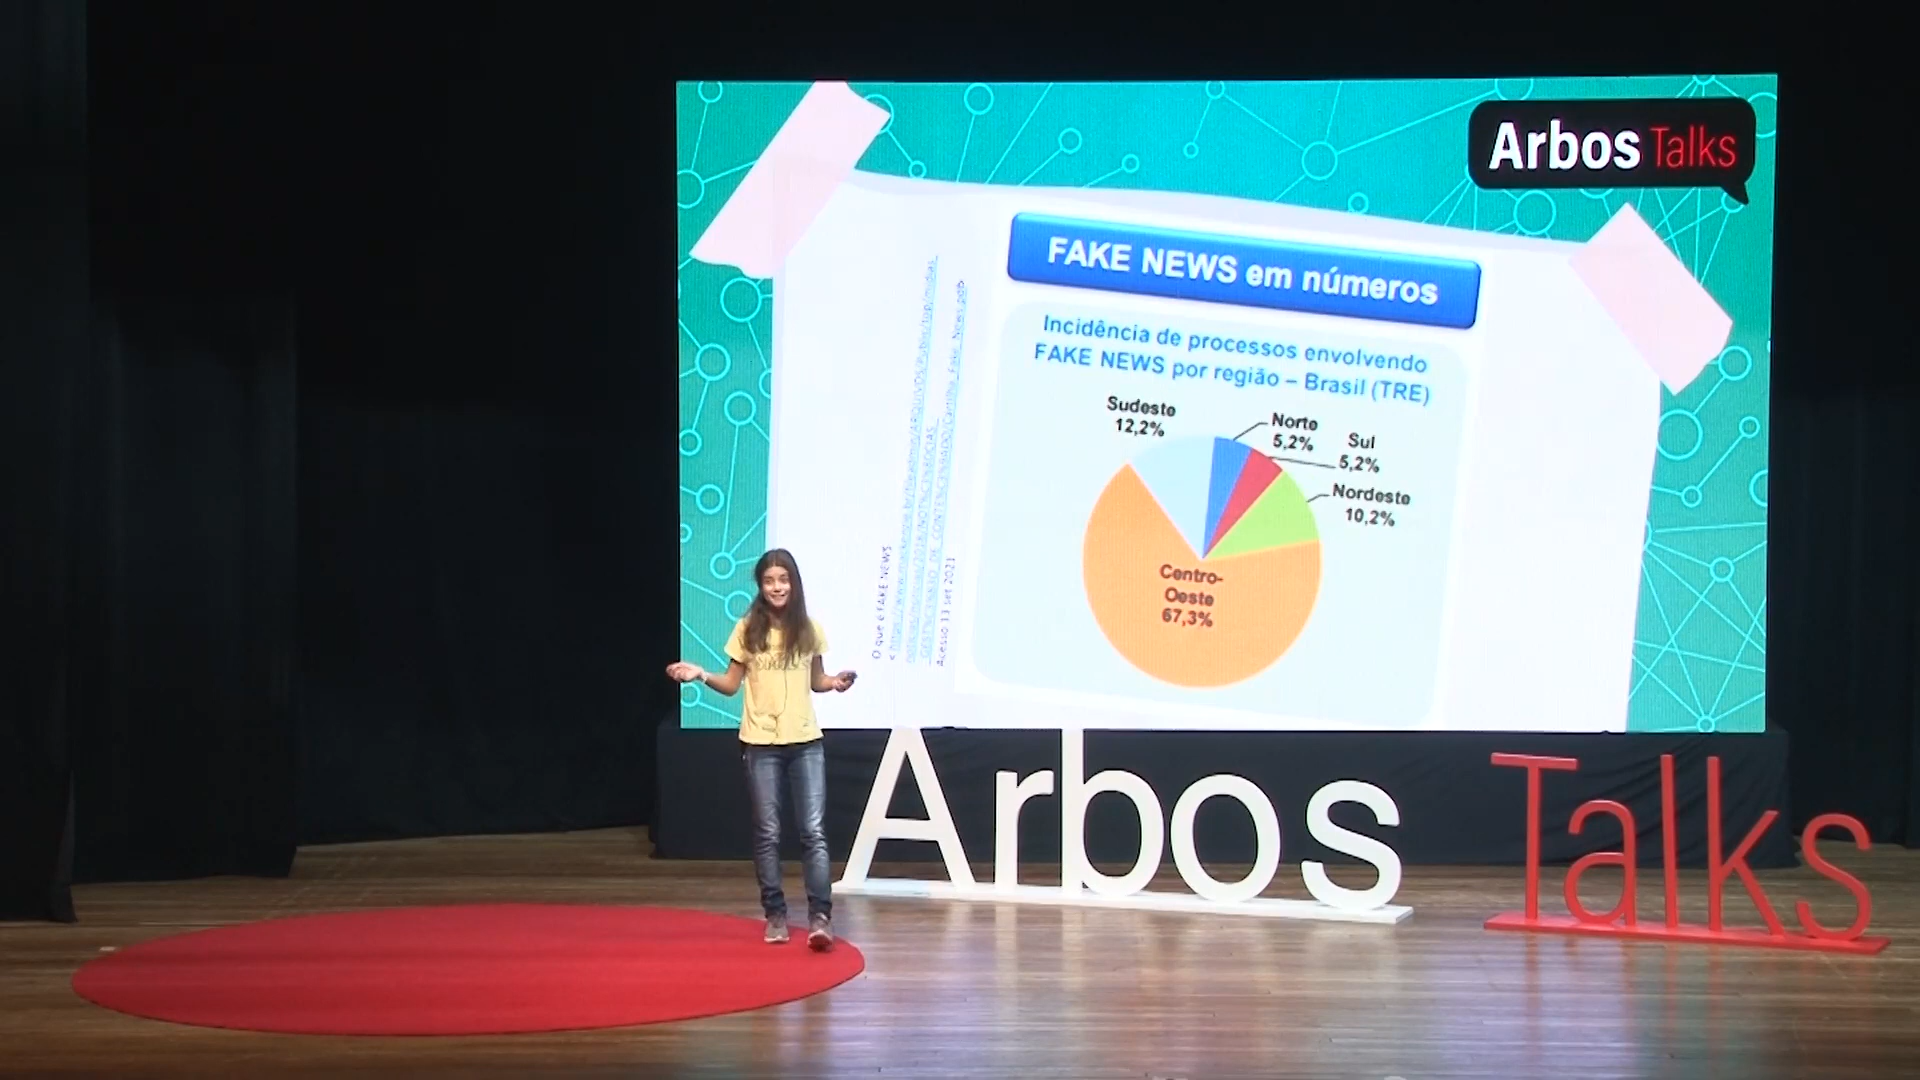 Arbos Talks
FAKE NEWS em números
Incidência de processos envolvendo
FAKE NEWS por região – Brasil (TRE)
Sudeste
12,2%
Norte
5,2%
Sul
5,2%
Nordeste
10,2%
Centro-
Oeste
67,3%
O que é FAKE NEWS
Acesso 13 set 2021
Arbos Talks